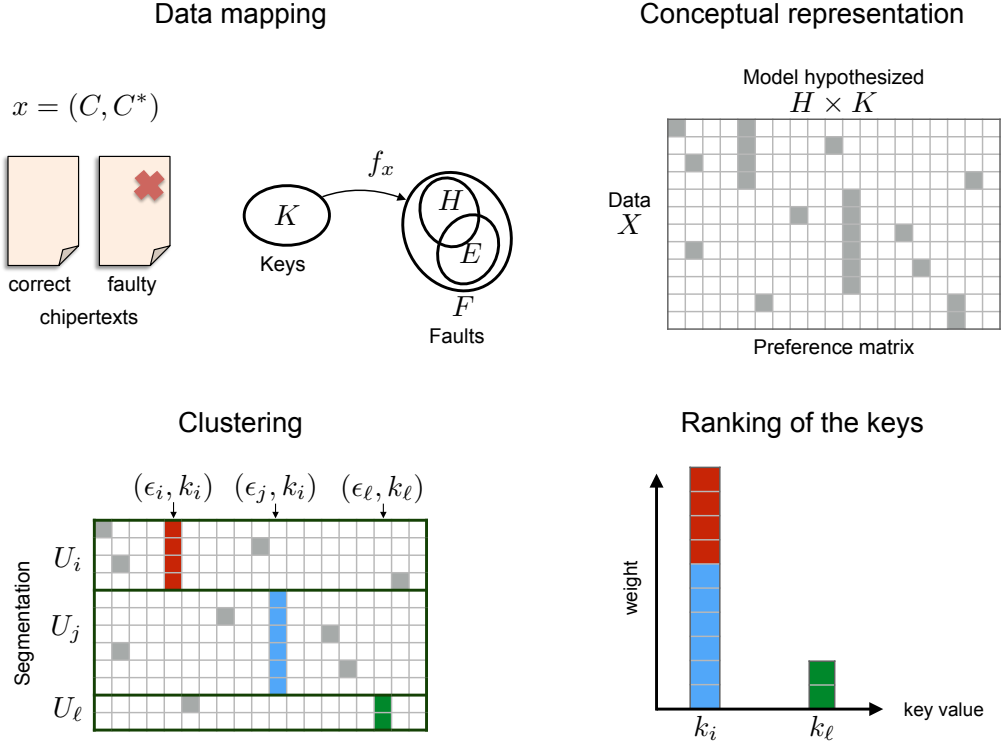 Data mapping
Conceptual representation
x = (C, C*)
correct
faulty
chipertexts
K
Keys
f_x
H
E
F
Faults
Model hypothesized
H × K
Data
X
Preference matrix
Clustering
Ranking of the keys
(ϵ_i, k_i) (ϵ_j, k_i) (ϵ_ℓ, k_ℓ)
Segmentation
U_i
U_j
U_ℓ
weight
k_i
k_ℓ
key value